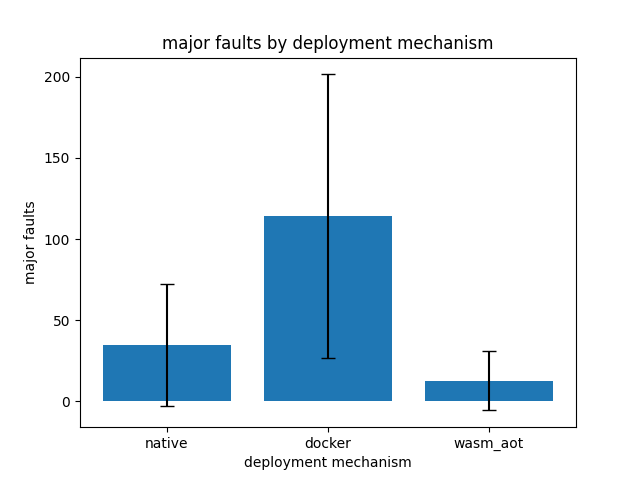 major faults by deployment mechanism
200
150
100
50
0
major faults
native
docker
wasm_aot
deployment mechanism